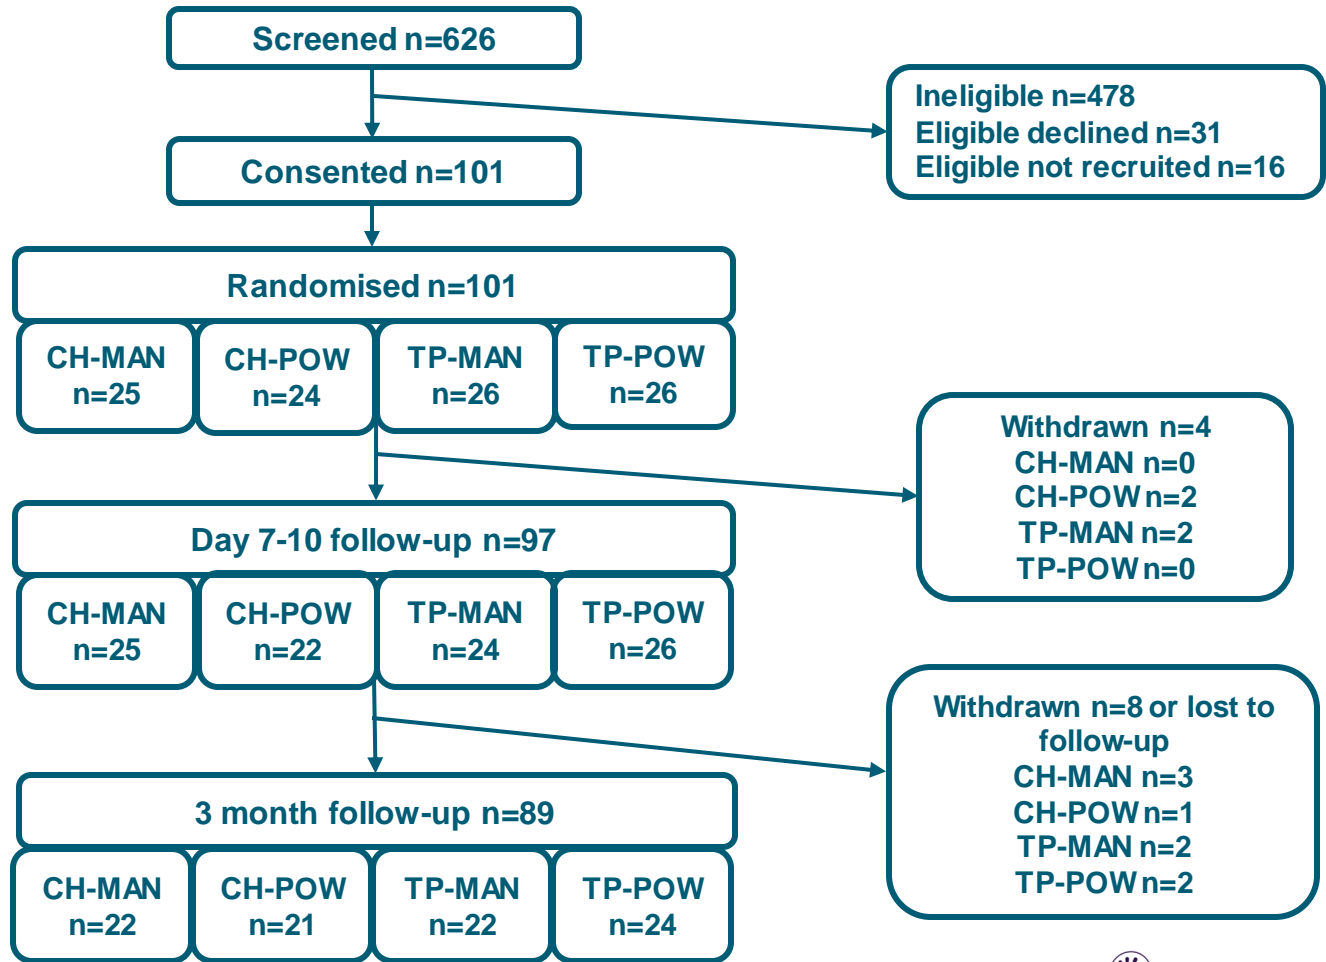 Screened n=626
Ineligible n=478
Eligible declined n=31
Eligible not recruited n=16
Consented n=101
Randomised n=101
CH-MAN
n=25
CH-POW
n=24
TP-MAN
n=26
TP-POW
n=26
Withdrawn n=4
CH-MAN n=0
CH-POW n=2
TP-MAN n=2
TP-POW n=0
Day 7-10 follow-up n=97
CH-MAN
n=25
CH-POW
n=22
TP-MAN
n=24
TP-POW
n=26
Withdrawn n=8 or lost to
follow-up
CH-MAN n=3
CH-POW n=1
TP-MAN n=2
TP-POW n=2
3 month follow-up n=89
CH-MAN
n=22
CH-POW
n=21
TP-MAN
n=22
TP-POW
n=24